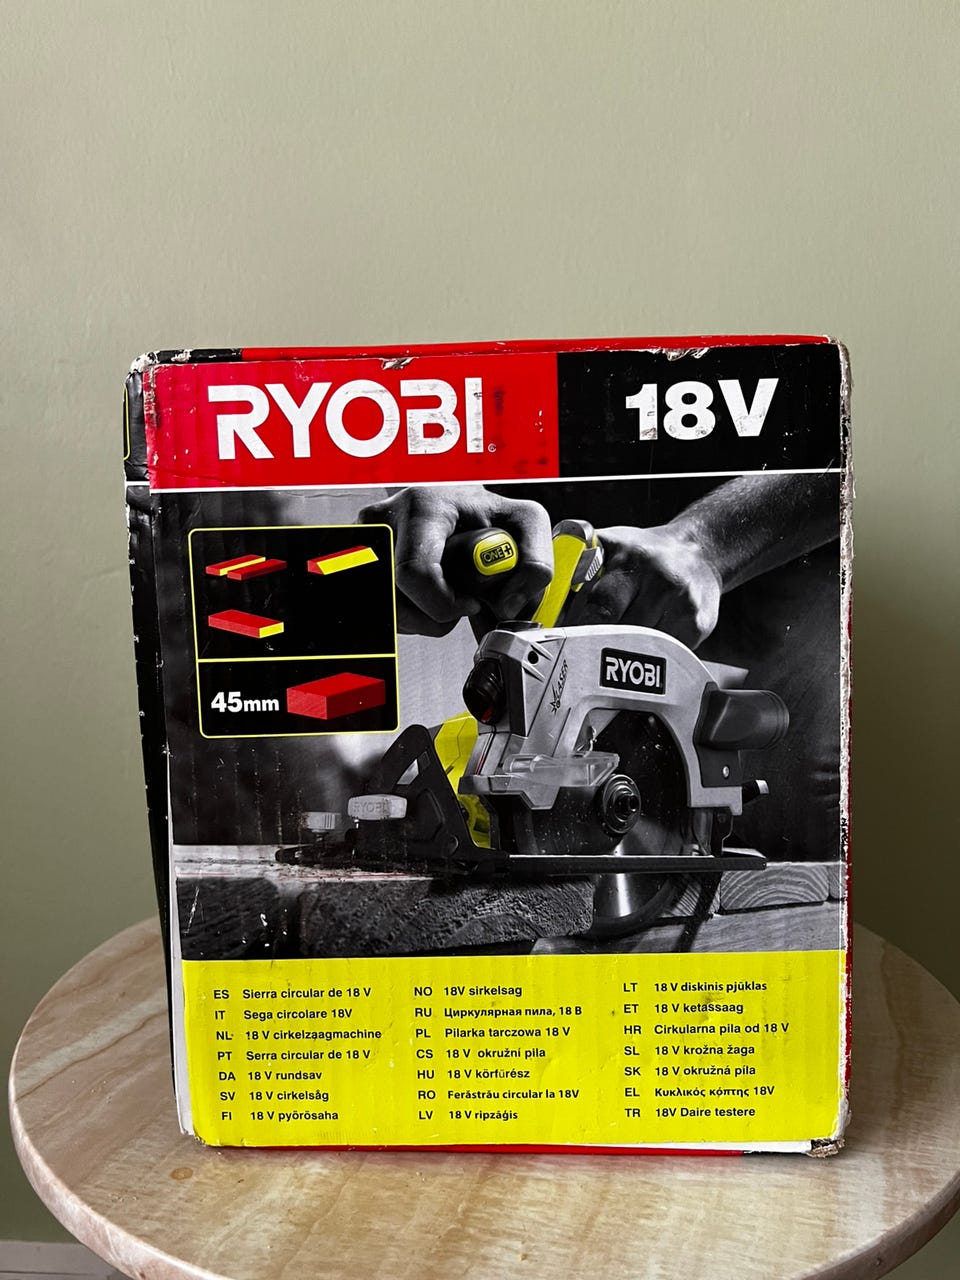 RYOBI
18V
ONE+
45mm
LASER
RYOBI
RYOBI
ES Sierra circular de 18 V
IT Sega circolare 18V
NL 18 V cirkelzaagmachine
PT Serra circular de 18 V
DA 18 V rundsav
SV 18 V cirkelsåg
FI 18 V pyörösaha
NO 18V sirkelsag
RU Циркулярная пила, 18 В
PL Pilarka tarczowa 18 V
CS 18 V okružní pila
HU 18 V körfűrész
RO Ferăstrău circular la 18V
LV 18 V ripzāģis
LT 18 V diskinis pjūklas
ET 18 V ketassaag
HR Cirkularna pila od 18 V
SL 18 V krožna žaga
SK 18 V okružná píla
EL Κυκλικός κόπτης 18V
TR 18V Daire testere